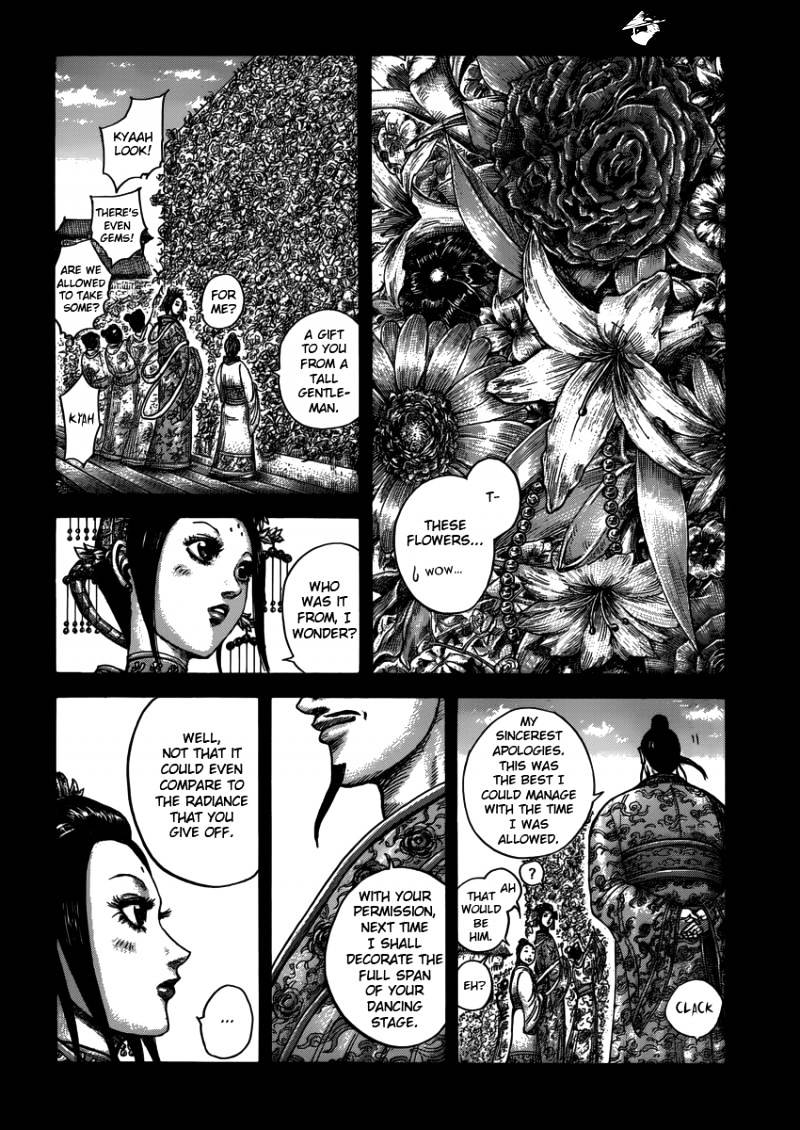 KYAAH
LOOK!
THERE'S
EVEN
GEMS!
ARE WE
ALLOWED
TO TAKE
SOME?
KYAH
FOR
ME?
A GIFT
TO YOU
FROM A
TALL
GENTLE-
MAN.
T-
THESE
FLOWERS...
WOW...
WHO
WAS IT
FROM, I
WONDER?
MY
SINCEREST
APOLOGIES.
THIS WAS
THE BEST I
COULD MANAGE
WITH THE TIME
I WAS
ALLOWED.
?
AH
THAT
WOULD
BE
HIM.
EH?
CLACK
WITH YOUR
PERMISSION,
NEXT TIME
I SHALL
DECORATE THE
FULL SPAN
OF YOUR
DANCING
STAGE.
WELL,
NOT THAT IT
COULD EVEN
COMPARE TO
THE RADIANCE
THAT YOU
GIVE OFF.
...